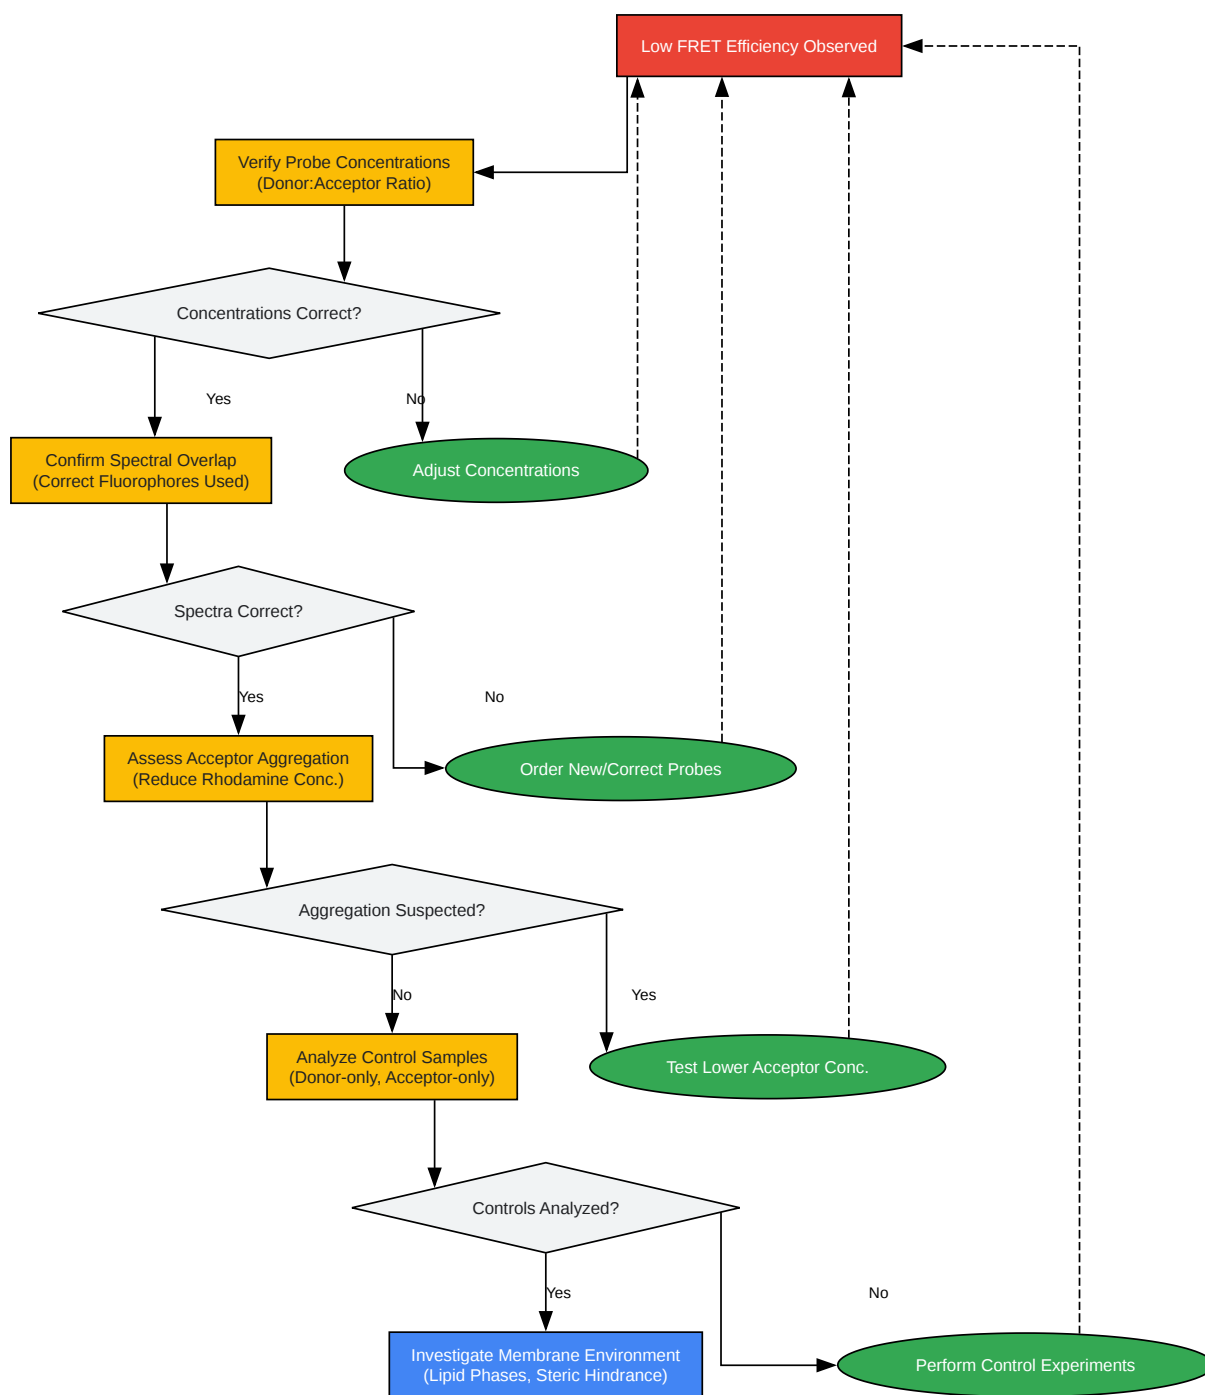 Low FRET Efficiency Observed
Verify Probe Concentrations
(Donor:Acceptor Ratio)
Concentrations Correct?
Yes
No
Confirm Spectral Overlap
(Correct Fluorophores Used)
Adjust Concentrations
Spectra Correct?
Yes
No
Assess Acceptor Aggregation
(Reduce Rhodamine Conc.)
Order New/Correct Probes
Aggregation Suspected?
No
Yes
Analyze Control Samples
(Donor-only, Acceptor-only)
Test Lower Acceptor Conc.
Controls Analyzed?
Yes
No
Investigate Membrane Environment
(Lipid Phases, Steric Hindrance)
Perform Control Experiments